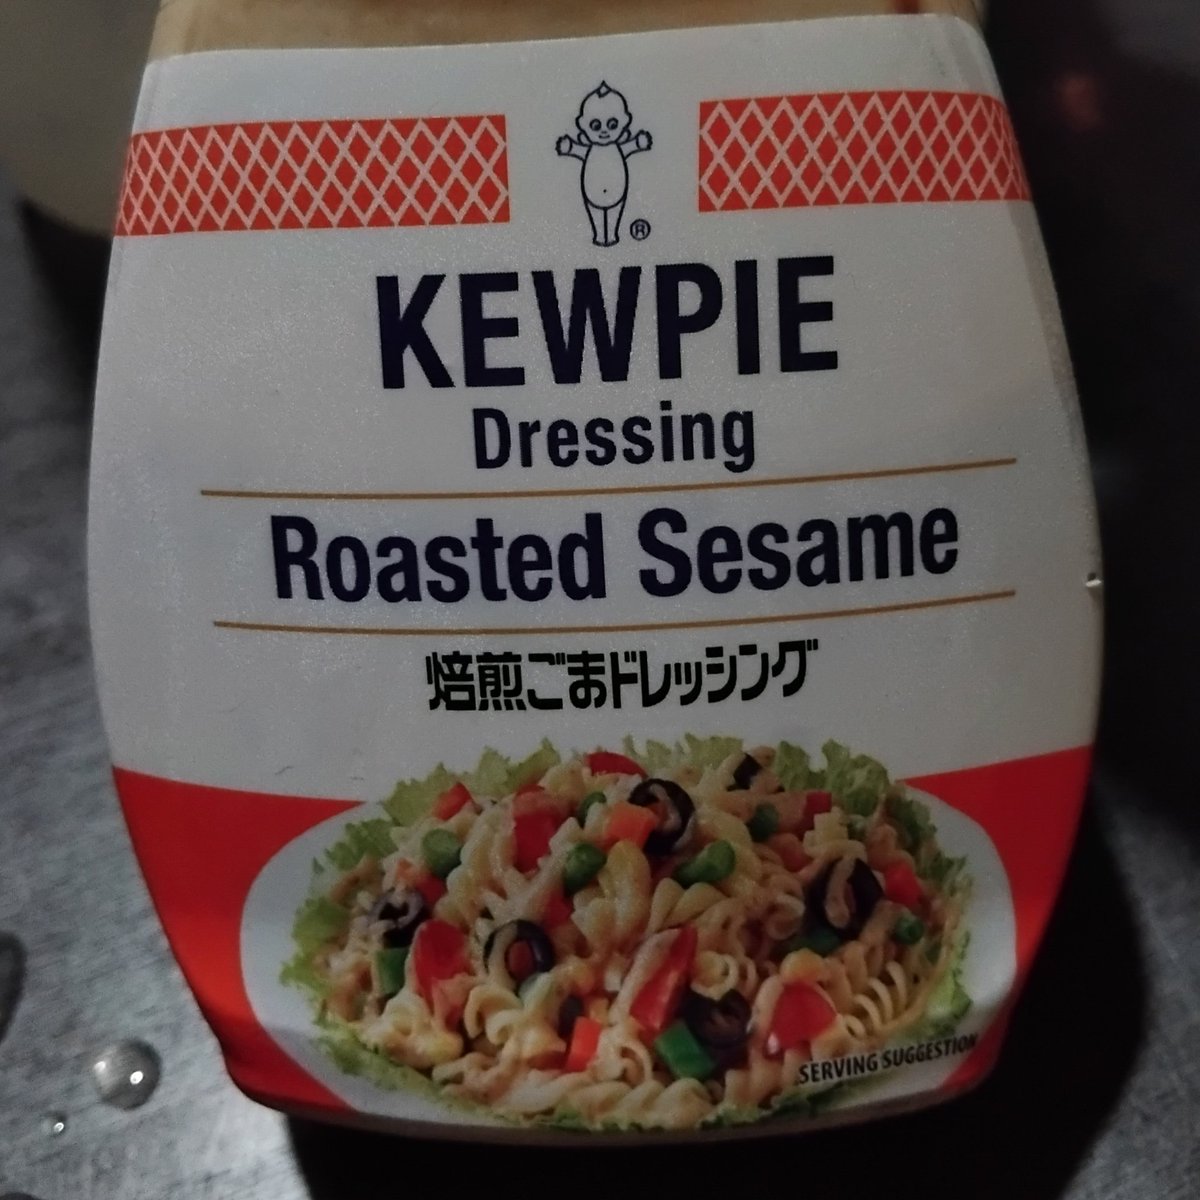 ®
KEWPIE
Dressing
Roasted Sesame
焙煎ごまドレッシング
SERVING SUGGESTION